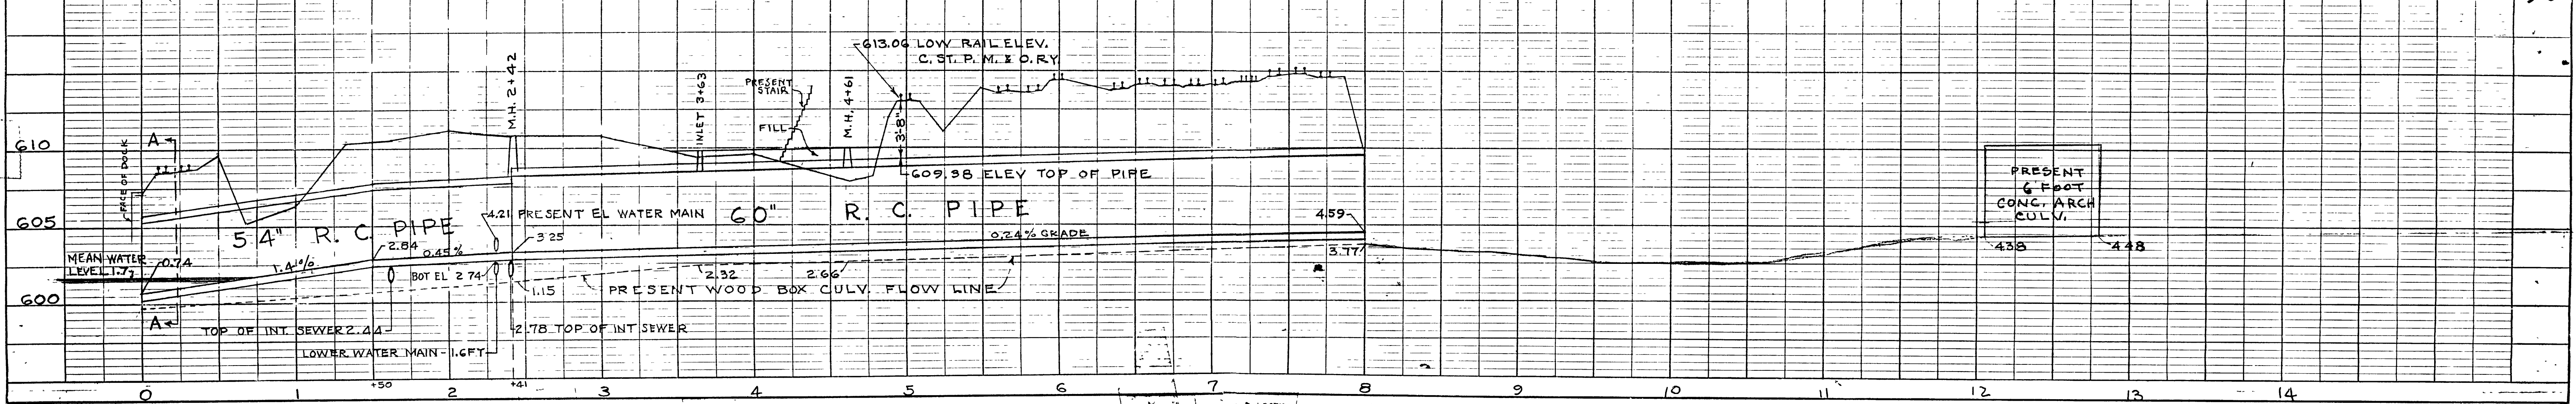 613.06 LOW RAIL ELEV.
C. ST. P. M. & O. RY.
M.H. 2+42
INLET 3+63
PRESENT
STAIR
FILL
M.H. 4+61
3'-8"
610
605
600
FACE OF DOCK
A
A
609.38 ELEV TOP OF PIPE
54" R. C. PIPE
60" R. C. PIPE
4.21 PRESENT EL WATER MAIN
3.25
2.84
0.45%
0.24% GRADE
4.59
3.77
MEAN WATER
LEVEL 1.77
0.74
1.4%
BOT EL 2.74
1.15
2.32
2.66
PRESENT WOOD BOX CULV. FLOW LINE
TOP OF INT. SEWER 2.44
2.78 TOP OF INT SEWER
LOWER WATER MAIN - 1.6FT
PRESENT
6 FOOT
CONC. ARCH
CULV.
4.38
4.48
0 1 +50 2 +41 3 4 5 6 7 8 9 10 11 12 13 14